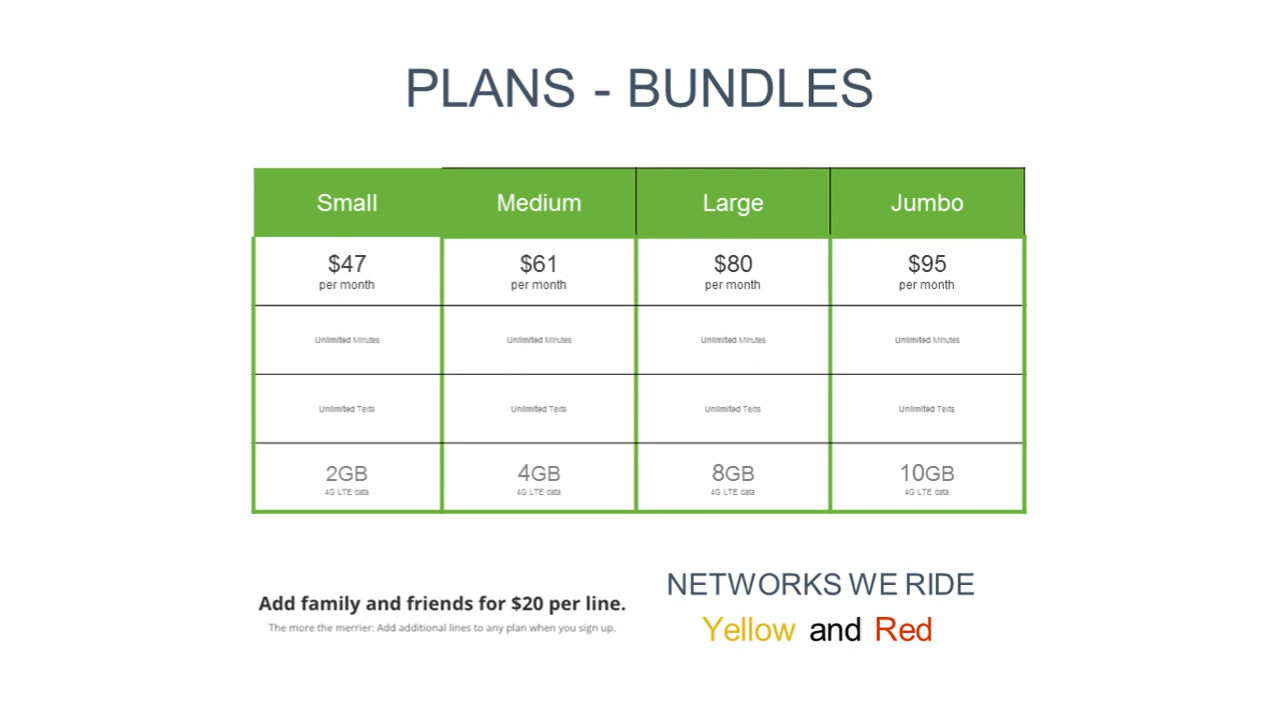 PLANS - BUNDLES
Small Medium Large Jumbo
$47 $61 $80 $95
per month per month per month per month
Unlimited Minutes Unlimited Minutes Unlimited Minutes Unlimited Minutes
Unlimited Texts Unlimited Texts Unlimited Texts Unlimited Texts
2GB 4GB 8GB 10GB
4G LTE data 4G LTE data 4G LTE data 4G LTE data
Add family and friends for $20 per line.
The more the merrier: Add additional lines to any plan when you sign up.
NETWORKS WE RIDE
Yellow and Red